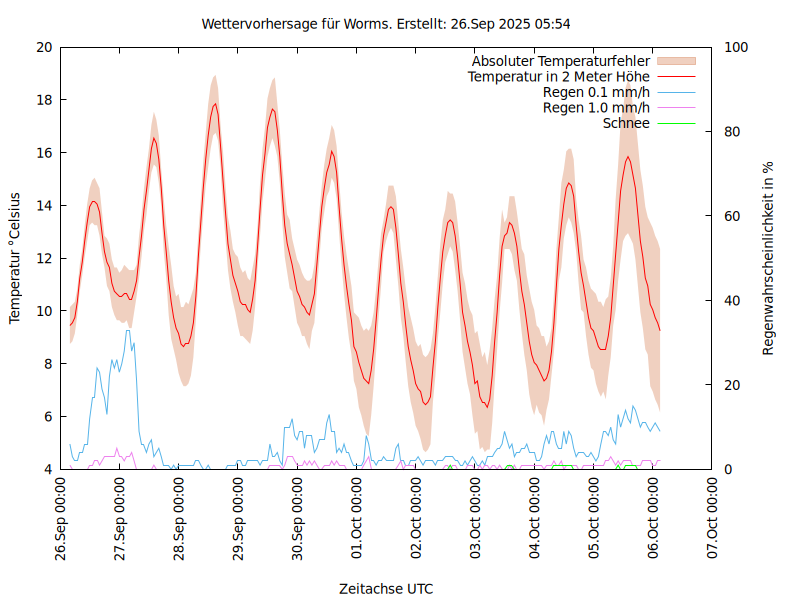 Wettervorhersage für Worms. Erstellt: 26.Sep 2025 05:54
Absoluter Temperaturfehler
Temperatur in 2 Meter Höhe
Regen 0.1 mm/h
Regen 1.0 mm/h
Schnee
Temperatur °Celsius
20
18
16
14
12
10
8
6
4
100
80
60
40
20
0
Regenwahrscheinlichkeit in %
26.Sep 00:00
27.Sep 00:00
28.Sep 00:00
29.Sep 00:00
30.Sep 00:00
01.Oct 00:00
02.Oct 00:00
03.Oct 00:00
04.Oct 00:00
05.Oct 00:00
06.Oct 00:00
07.Oct 00:00
Zeitachse UTC